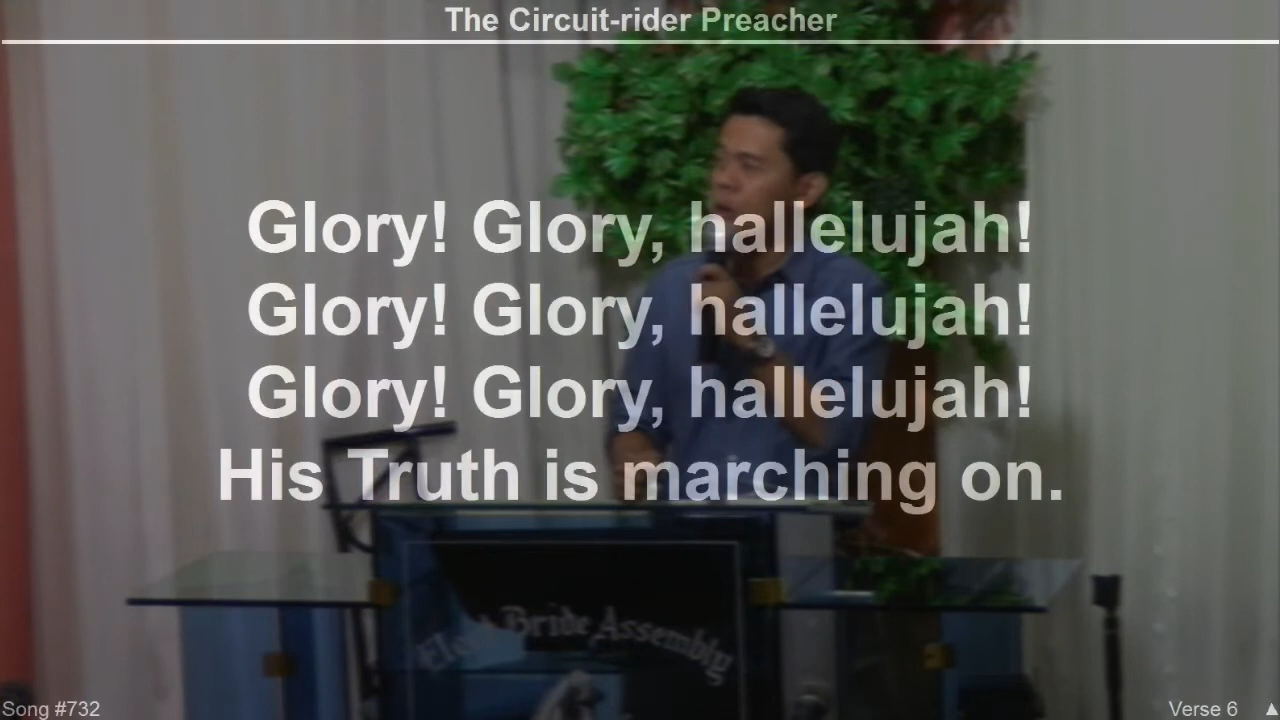 The Circuit-rider Preacher
Glory! Glory, hallelujah!
Glory! Glory, hallelujah!
Glory! Glory, hallelujah!
His Truth is marching on.
Elect Bride Assembly
Song #732
Verse 6 ▲